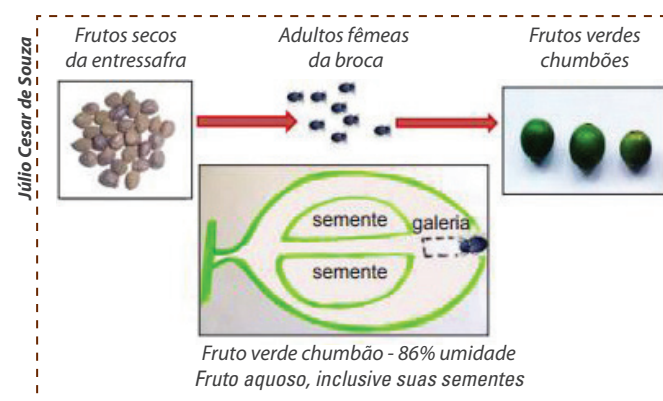 Júlio Cesar de Souza
Frutos secos
da entressafra
Adultos fêmeas
da broca
Frutos verdes
chumbões
semente
galeria
semente
Fruto verde chumbão - 86% umidade
Fruto aquoso, inclusive suas sementes